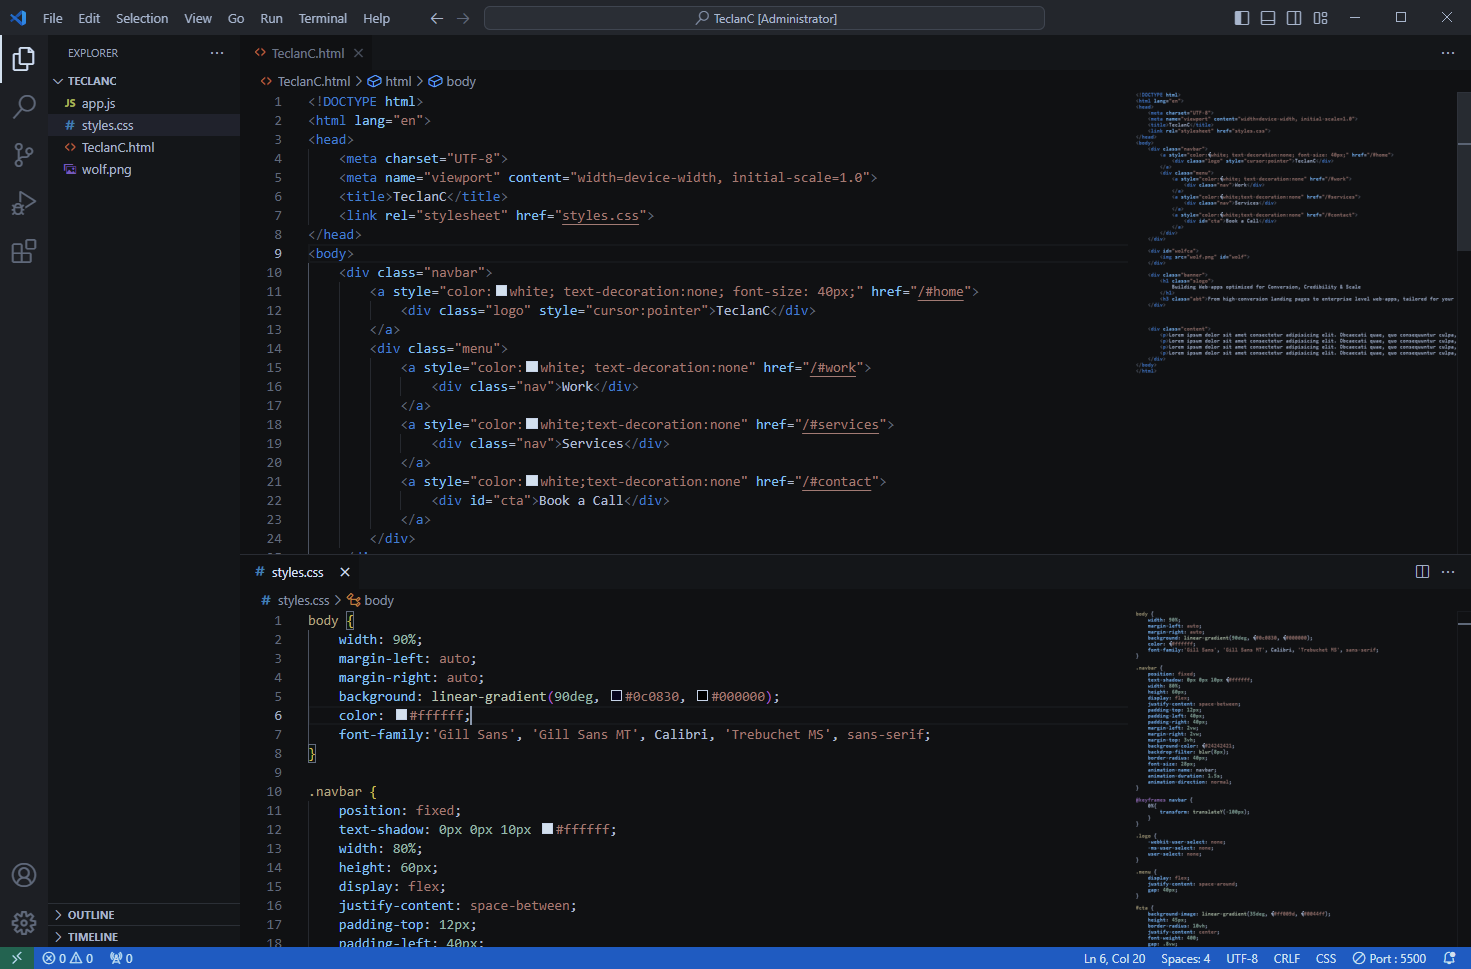 File Edit Selection View Go Run Terminal Help
TeclanC [Administrator]
EXPLORER
TECLANC
JS app.js
# styles.css
<> TeclanC.html
wolf.png
OUTLINE
TIMELINE
<> TeclanC.html
<> TeclanC.html > html > body
1 <!DOCTYPE html>
2 <html lang="en">
3 <head>
4 <meta charset="UTF-8">
5 <meta name="viewport" content="width=device-width, initial-scale=1.0">
6 <title>TeclanC</title>
7 <link rel="stylesheet" href="styles.css">
8 </head>
9 <body>
10 <div class="navbar">
11 <a style="color:white; text-decoration:none; font-size: 40px;" href="/#home">
12 <div class="logo" style="cursor:pointer">TeclanC</div>
13 </a>
14 <div class="menu">
15 <a style="color:white; text-decoration:none" href="/#work">
16 <div class="nav">Work</div>
17 </a>
18 <a style="color:white;text-decoration:none" href="/#services">
19 <div class="nav">Services</div>
20 </a>
21 <a style="color:white;text-decoration:none" href="/#contact">
22 <div id="cta">Book a Call</div>
23 </a>
24 </div>
# styles.css
# styles.css > body
1 body {
2 width: 90%;
3 margin-left: auto;
4 margin-right: auto;
5 background: linear-gradient(90deg, #0c0830, #000000);
6 color: #ffffff;
7 font-family:'Gill Sans', 'Gill Sans MT', Calibri, 'Trebuchet MS', sans-serif;
8 }
9
10 .navbar {
11 position: fixed;
12 text-shadow: 0px 0px 10px #ffffff;
13 width: 80%;
14 height: 60px;
15 display: flex;
16 justify-content: space-between;
17 padding-top: 12px;
18 padding-left: 40px;
0 0 0
Ln 6, Col 20 Spaces: 4 UTF-8 CRLF CSS Port : 5500